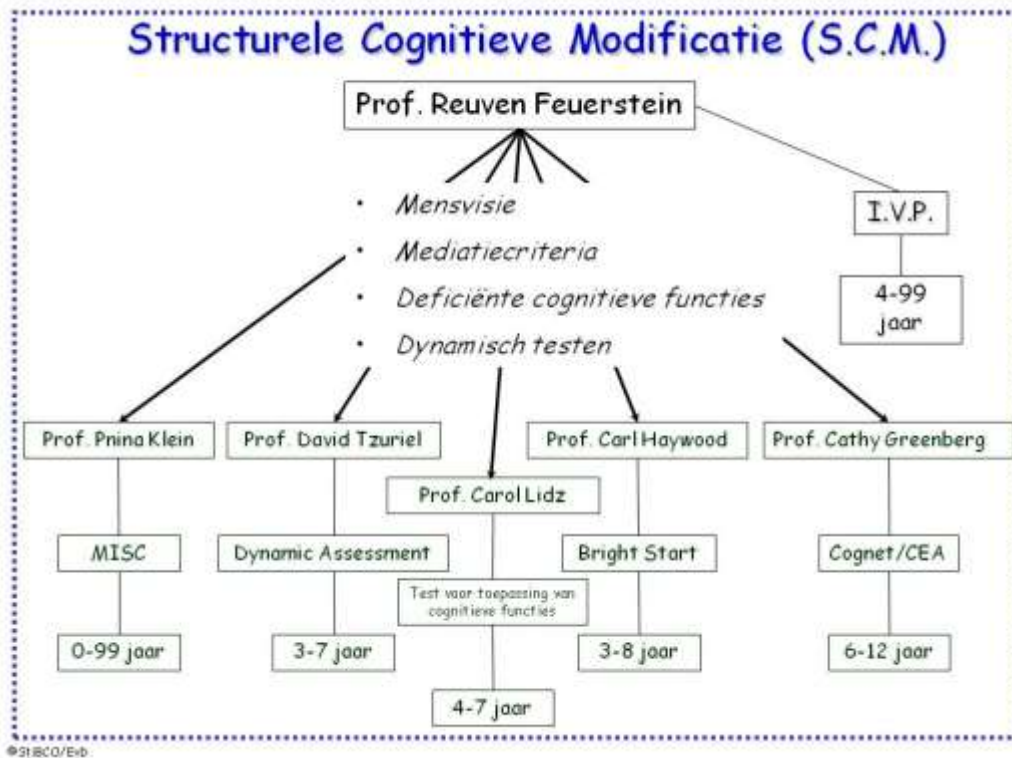 Structurele Cognitieve Modificatie (S.C.M.)
Prof. Reuven Feuerstein
I.V.P.
4-99
jaar
• Mensvisie
• Mediatiecriteria
• Deficiënte cognitieve functies
• Dynamisch testen
Prof. Pnina Klein
Prof. David Tzuriel
Prof. Carol Lidz
Prof. Carl Haywood
Prof. Cathy Greenberg
MISC
Dynamic Assessment
Test voor toepassing van
cognitieve functies
Bright Start
Cognet/CEA
0-99 jaar
3-7 jaar
4-7 jaar
3-8 jaar
6-12 jaar